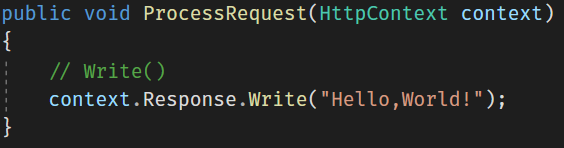 public void ProcessRequest(HttpContext context)
{
// Write()
context.Response.Write("Hello,World!");
}